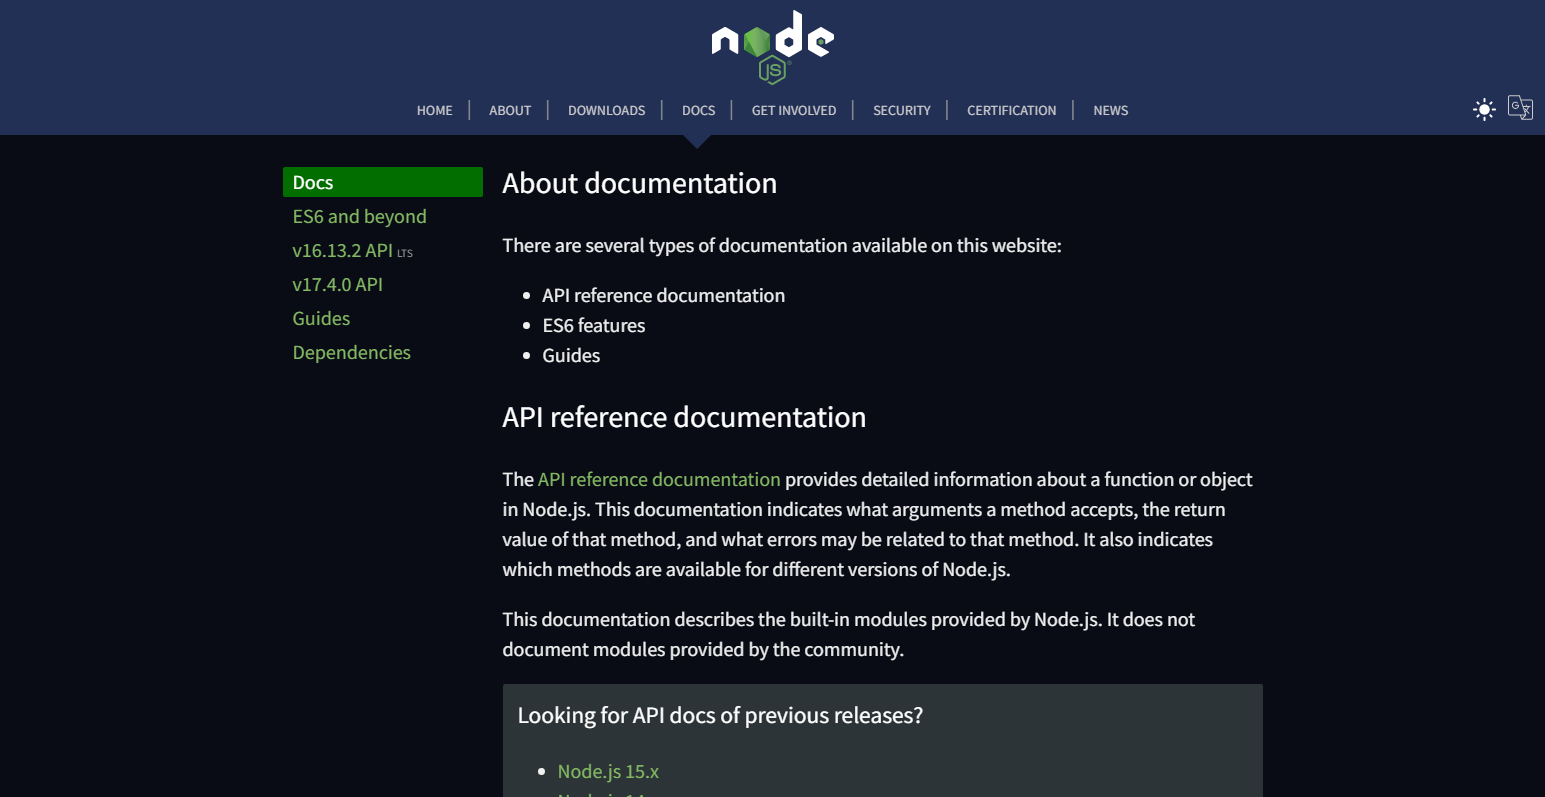 node
JS
HOME
ABOUT
DOWNLOADS
DOCS
GET INVOLVED
SECURITY
CERTIFICATION
NEWS
Docs
ES6 and beyond
v16.13.2 API LTS
v17.4.0 API
Guides
Dependencies
About documentation
There are several types of documentation available on this website:
API reference documentation
ES6 features
Guides
API reference documentation
The API reference documentation provides detailed information about a function or object
in Node.js. This documentation indicates what arguments a method accepts, the return
value of that method, and what errors may be related to that method. It also indicates
which methods are available for different versions of Node.js.
This documentation describes the built-in modules provided by Node.js. It does not
document modules provided by the community.
Looking for API docs of previous releases?
Node.js 15.x